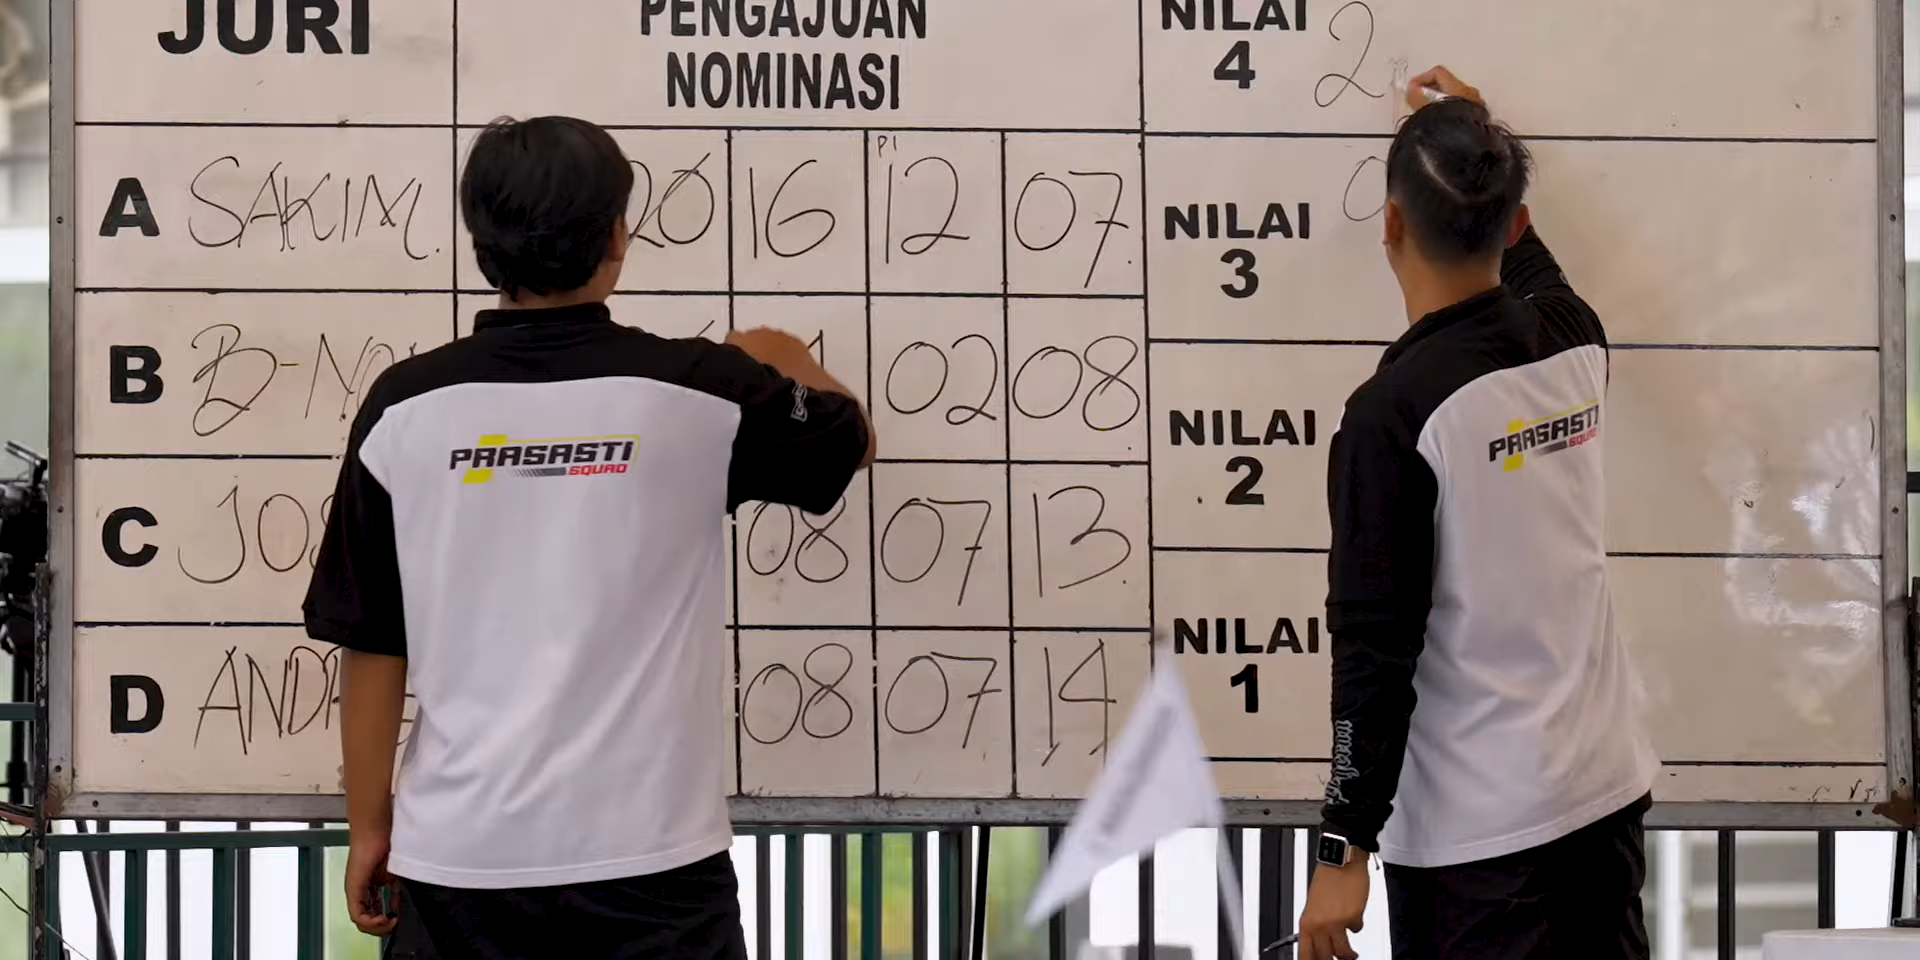 JURI
PENGAJUAN
NOMINASI
NILAI
4
2
A SAKIM. 20 16 12 07
P1
NILAI
3
B 02 08
NILAI
2
C 08 07 13
D 08 07 14
NILAI
1
PRASASTI
SQUAD
PRASASTI
SQUAD